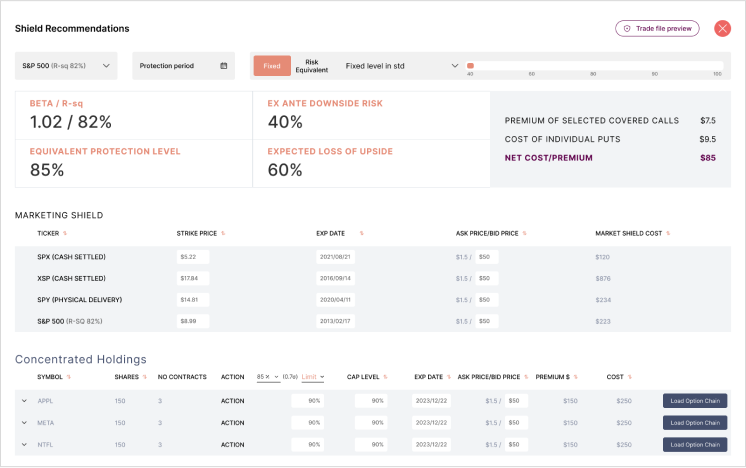 Shield Recommendations
Trade file preview
S&P 500 (R-sq 82%)
Protection period
Fixed
Risk Equivalent
Fixed level in std
40 60 80 80 100
BETA / R-sq
1.02 / 82%
EX ANTE DOWNSIDE RISK
40%
EQUIVALENT PROTECTION LEVEL
85%
EXPECTED LOSS OF UPSIDE
60%
PREMIUM OF SELECTED COVERED CALLS $7.5
COST OF INDIVIDUAL PUTS $9.5
NET COST/PREMIUM $85
MARKETING SHIELD
TICKER STRIKE PRICE EXP DATE ASK PRICE/BID PRICE MARKET SHIELD COST
SPX (CASH SETTLED) $5.22 2021/08/21 $1.5 / $50 $120
XSP (CASH SETTLED) $17.84 2016/09/14 $1.5 / $50 $876
SPY (PHYSICAL DELIVERY) $14.81 2020/04/11 $1.5 / $50 $234
S&P 500 (R-SQ 82%) $8.99 2013/02/17 $1.5 / $50 $223
Concentrated Holdings
SYMBOL SHARES NO CONTRACTS ACTION 85 X (0.7σ) Limit CAP LEVEL EXP DATE ASK PRICE/BID PRICE PREMIUM $ COST
APPL 150 3 ACTION 90% 90% 2023/12/22 $1.5 / $50 $150 $250 Load Option Chain
META 150 3 ACTION 90% 90% 2023/12/22 $1.5 / $50 $150 $250 Load Option Chain
NTFL 150 3 ACTION 90% 90% 2023/12/22 $1.5 / $50 $150 $250 Load Option Chain